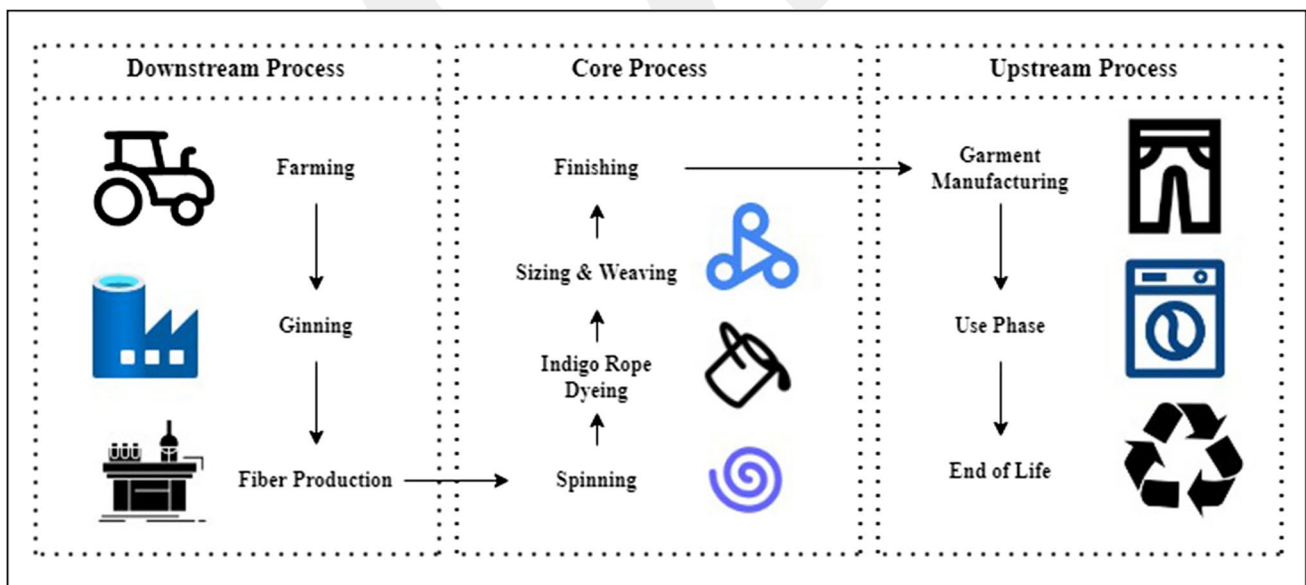 Downstream Process
Farming
Ginning
Fiber Production
Core Process
Finishing
Sizing & Weaving
Indigo Rope
Dyeing
Spinning
Upstream Process
Garment
Manufacturing
Use Phase
End of Life